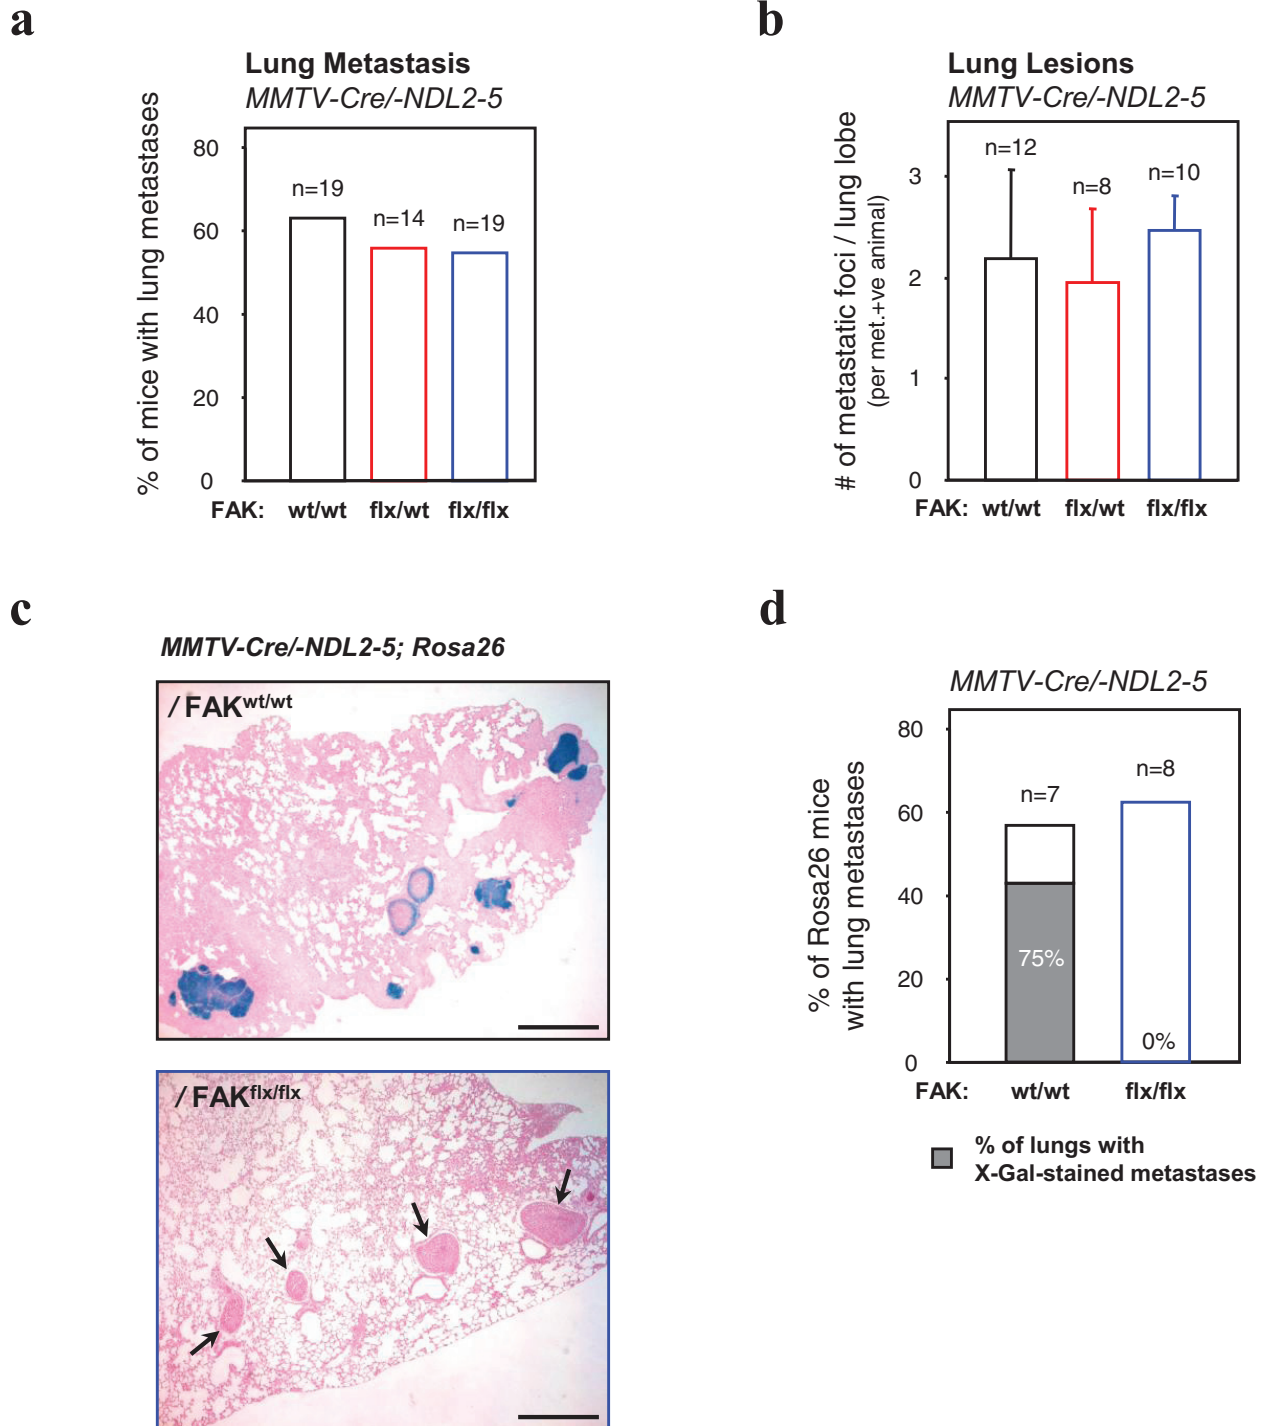 a
Lung Metastasis
MMTV-Cre/-NDL2-5
% of mice with lung metastases
80
60
40
20
0
n=19
n=14
n=19
FAK: wt/wt flx/wt flx/flx
b
Lung Lesions
MMTV-Cre/-NDL2-5
# of metastatic foci / lung lobe
(per met.+ve animal)
3
2
1
0
n=12
n=8
n=10
FAK: wt/wt flx/wt flx/flx
c
MMTV-Cre/-NDL2-5; Rosa26
/ FAKwt/wt
/ FAKflx/flx
d
MMTV-Cre/-NDL2-5
% of Rosa26 mice
with lung metastases
80
60
40
20
0
n=7
n=8
75%
0%
FAK: wt/wt flx/flx
% of lungs with
X-Gal-stained metastases